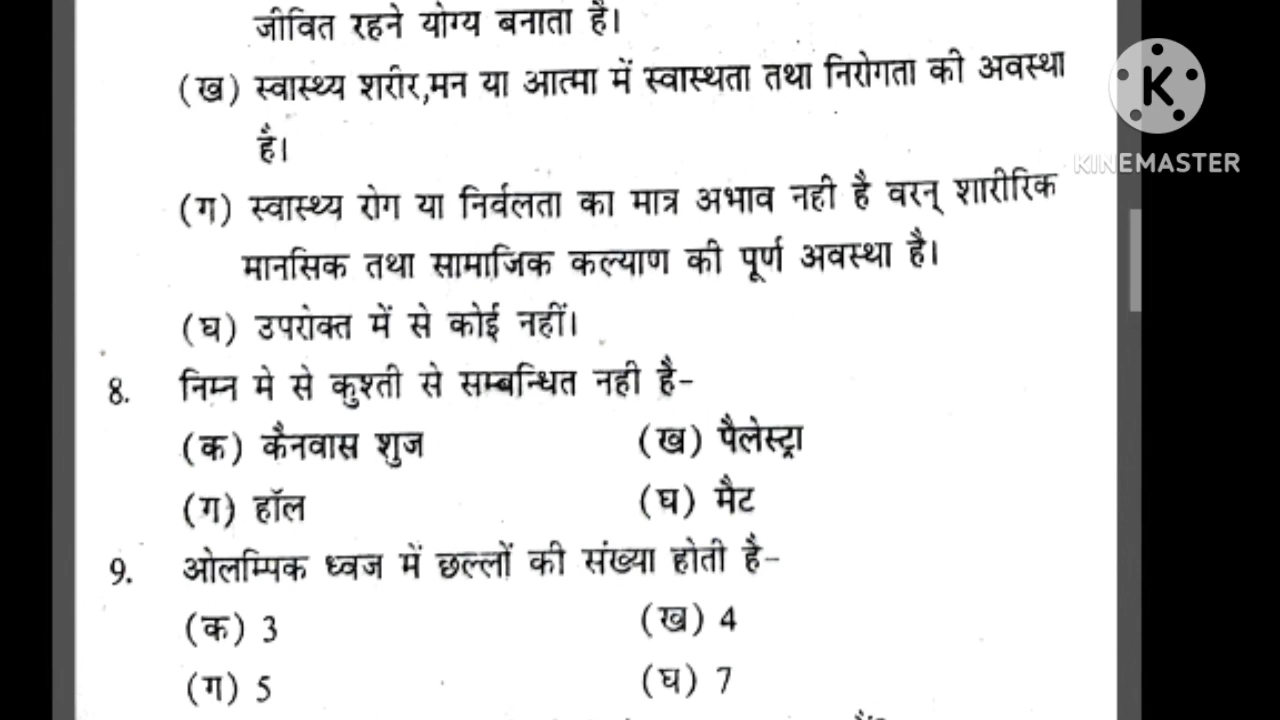 जीवित रहने योग्य बनाता है।
(ख) स्वास्थ्य शरीर,मन या आत्मा में स्वास्थता तथा निरोगता की अवस्था
है।
(ग) स्वास्थ्य रोग या निर्वलता का मात्र अभाव नही है वरन् शारीरिक
मानसिक तथा सामाजिक कल्याण की पूर्ण अवस्था है।
(घ) उपरोक्त में से कोई नहीं।
8. निम्न मे से कुश्ती से सम्बन्धित नही है-
(क) कैनवास शुज (ख) पैलेस्ट्रा
(ग) हॉल (घ) मैट
9. ओलम्पिक ध्वज में छल्लों की संख्या होती है-
(क) 3 (ख) 4
(ग) 5 (घ) 7
K
KINEMASTER